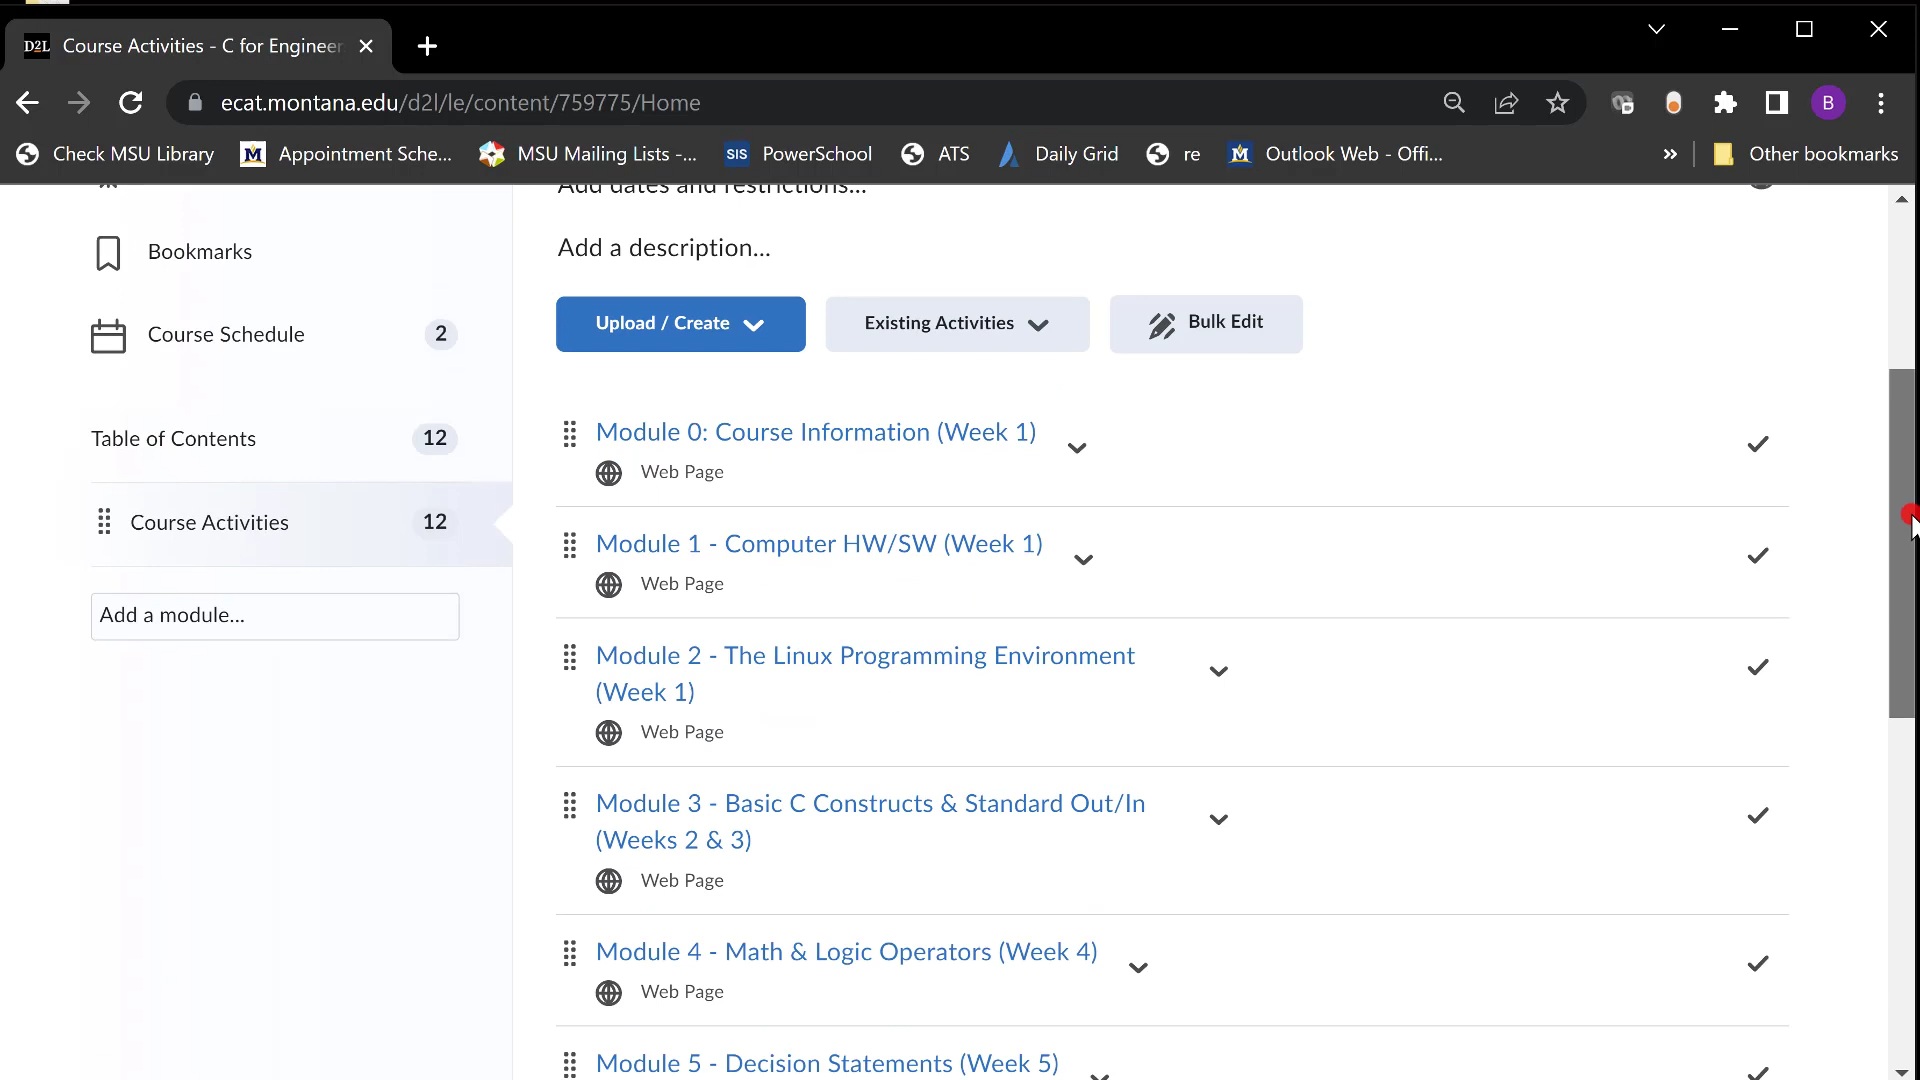 D2L Course Activities - C for Engineer
ecat.montana.edu/d2l/le/content/759775/Home
B
Check MSU Library
M Appointment Sche...
MSU Mailing Lists -...
SIS PowerSchool
ATS
Daily Grid
re
M Outlook Web - Offi...
»
Other bookmarks
Add dates and restrictions...
Bookmarks
Add a description...
Course Schedule 2
Upload / Create
Existing Activities
Bulk Edit
Table of Contents 12
Course Activities 12
Add a module...
Module 0: Course Information (Week 1)
Web Page
Module 1 - Computer HW/SW (Week 1)
Web Page
Module 2 - The Linux Programming Environment
(Week 1)
Web Page
Module 3 - Basic C Constructs & Standard Out/In
(Weeks 2 & 3)
Web Page
Module 4 - Math & Logic Operators (Week 4)
Web Page
Module 5 - Decision Statements (Week 5)